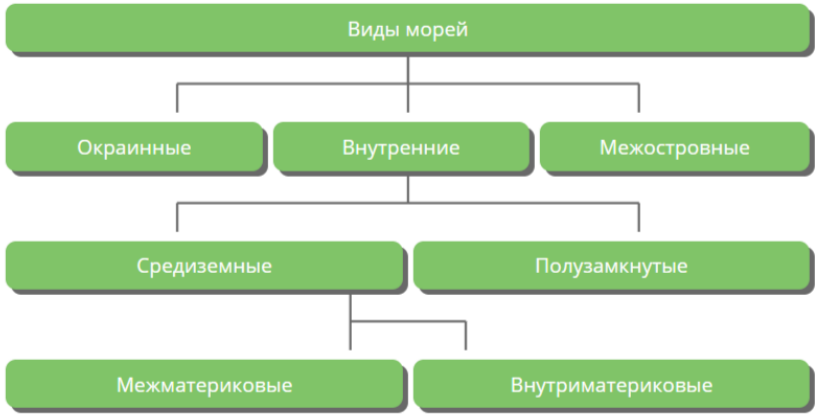 Виды морей
Окраинные
Внутренние
Межостровные
Средиземные
Полузамкнутые
Межматериковые
Внутриматериковые